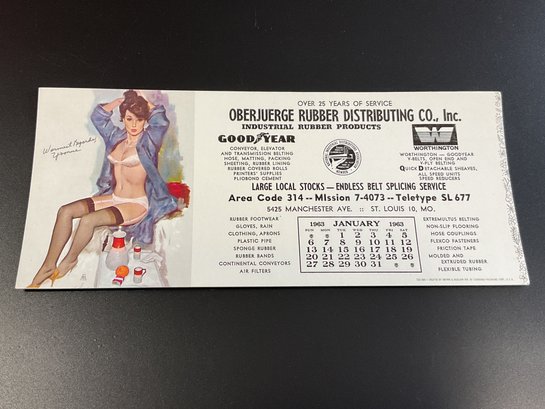 Warmest Regards,
Yvonne
OVER 25 YEARS OF SERVICE
OBERJUERGE RUBBER DISTRIBUTING CO., Inc.
INDUSTRIAL RUBBER PRODUCTS
GOODYEAR
CONVEYOR, ELEVATOR
AND TRANSMISSION BELTING
HOSE, MATTING, PACKING
SHEETING, RUBBER LINING
PRINTERS' SUPPLIES
RUBBER COVERED ROLLS
PLIOBOND CEMENT
W
WORTHINGTON
WORTHINGTON — GOODYEAR
V-BELTS, OPEN END AND
V-PLY BELTING
QUICK DETACHABLE SHEAVES,
ALL SPEED UNITS
SPEED REDUCERS
LARGE LOCAL STOCKS — ENDLESS BELT SPLICING SERVICE
Area Code 314 -- MIssion 7-4073 -- Teletype SL 677
5425 MANCHESTER AVE. :: ST. LOUIS 10, MO.
RUBBER FOOTWEAR
GLOVES, RAIN
CLOTHING, APRONS
PLASTIC PIPE
SPONGE RUBBER
RUBBER BANDS
CONTINENTAL CONVEYORS
AIR FILTERS
1963 JANUARY 1963
SUN MON TUE WED THU FRI SAT
1 2 3 4 5
6 7 8 9 10 11 12
13 14 15 16 17 18 19
20 21 22 23 24 25 26
27 28 29 30 31
EXTREMULTUS BELTING
NON-SLIP FLOORING
HOSE COUPLINGS
FLEXCO FASTENERS
FRICTION TAPE
MOLDED AND
EXTRUDED RUBBER
FLEXIBLE TUBING